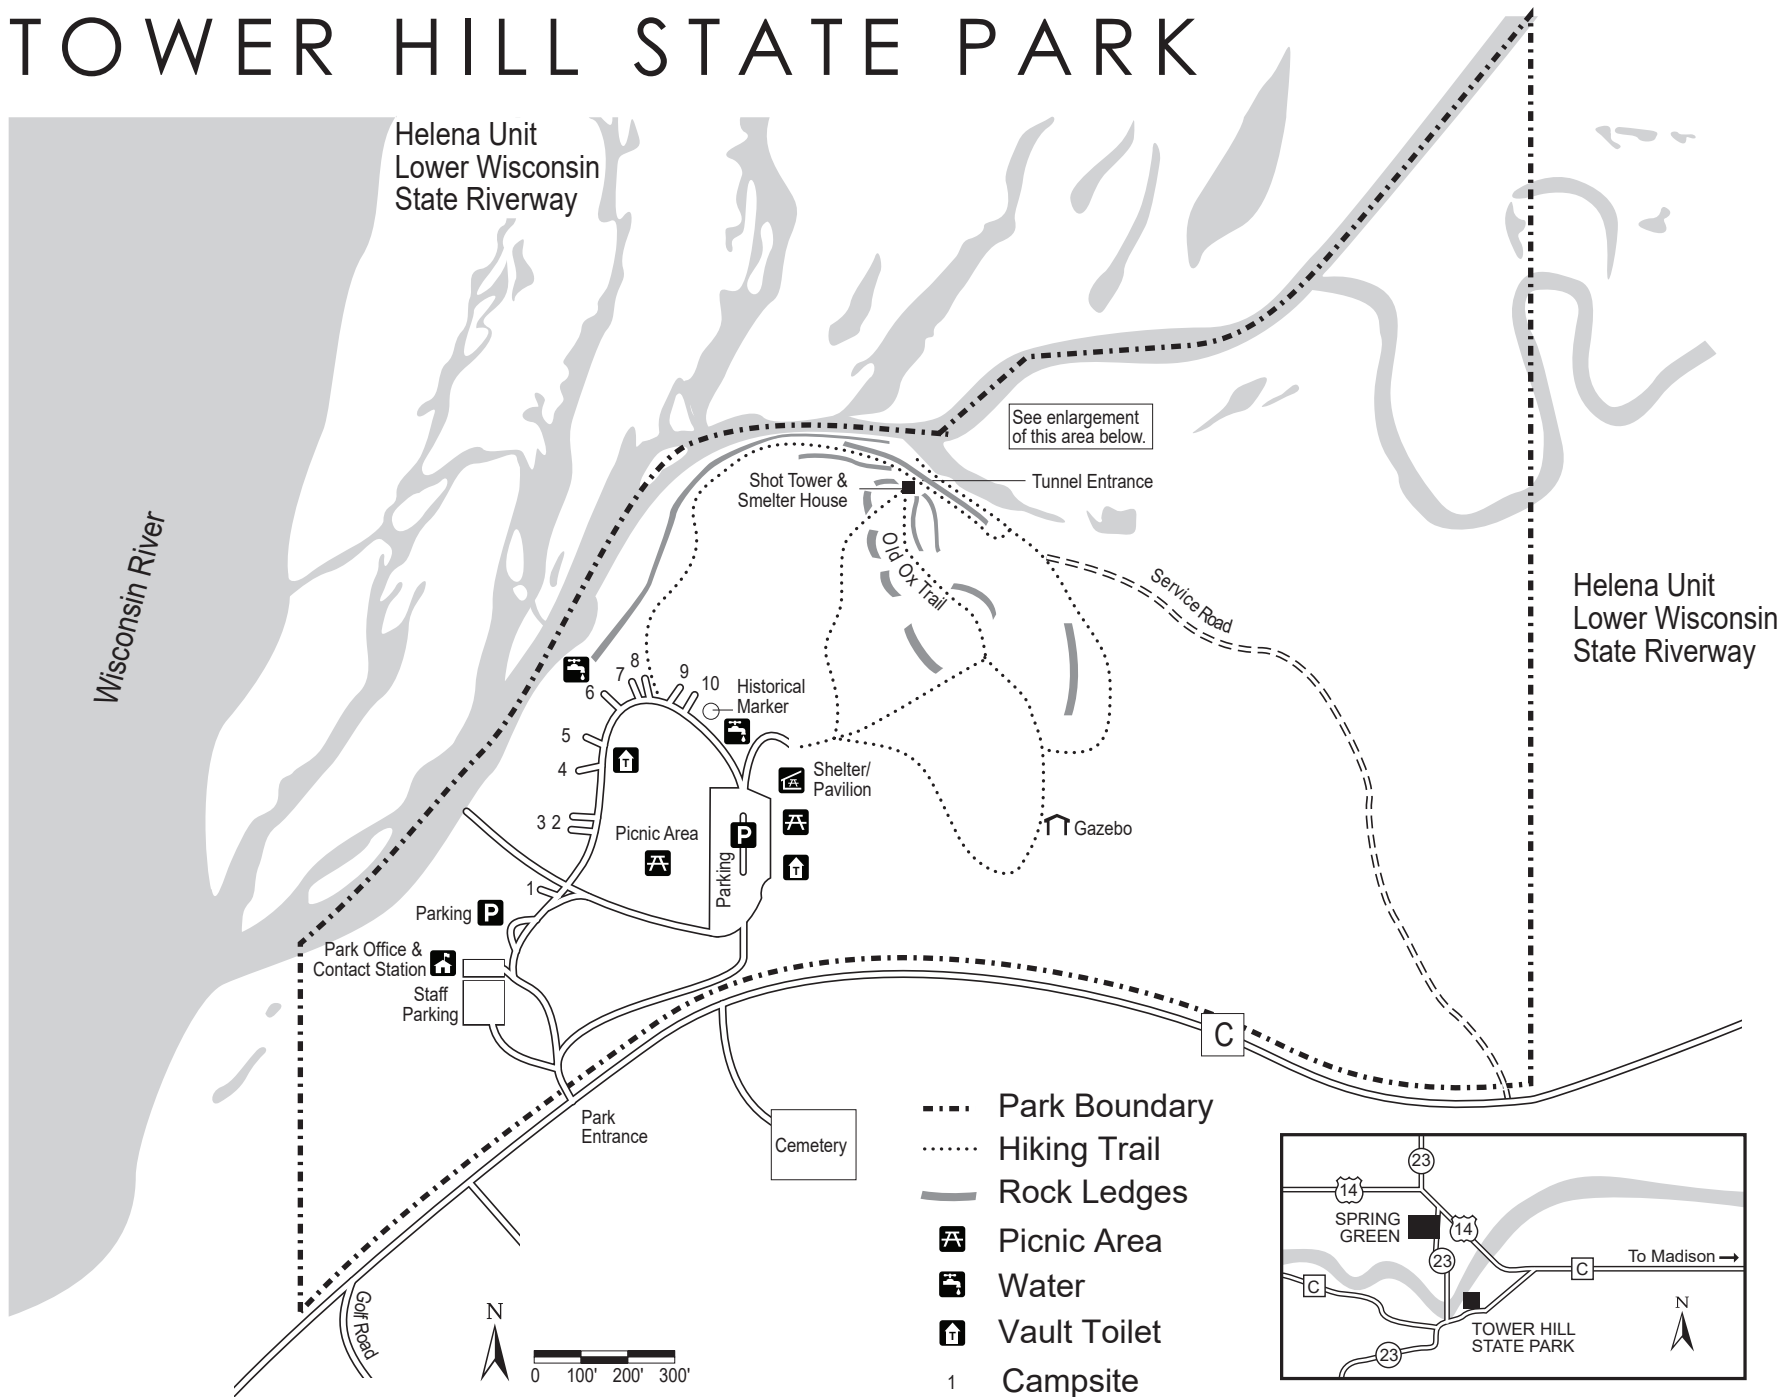 TOWER HILL STATE PARK
Helena Unit
Lower Wisconsin
State Riverway
See enlargement
of this area below.
Shot Tower &
Smelter House
Tunnel Entrance
Old Ox Trail
Service Road
Wisconsin River
Helena Unit
Lower Wisconsin
State Riverway
8
7
9
6
10
Historical
Marker
5
4
T
Shelter/
Pavilion
3 2
Picnic Area
P
Parking
T
Gazebo
1
Parking
P
Park Office &
Contact Station
Staff
Parking
C
Park
Entrance
Cemetery
Golf Road
N
0 100' 200' 300'
Park Boundary
Hiking Trail
Rock Ledges
Picnic Area
Water
T Vault Toilet
1 Campsite
23
14
SPRING
GREEN
14
23
To Madison
C
C
N
TOWER HILL
STATE PARK
23